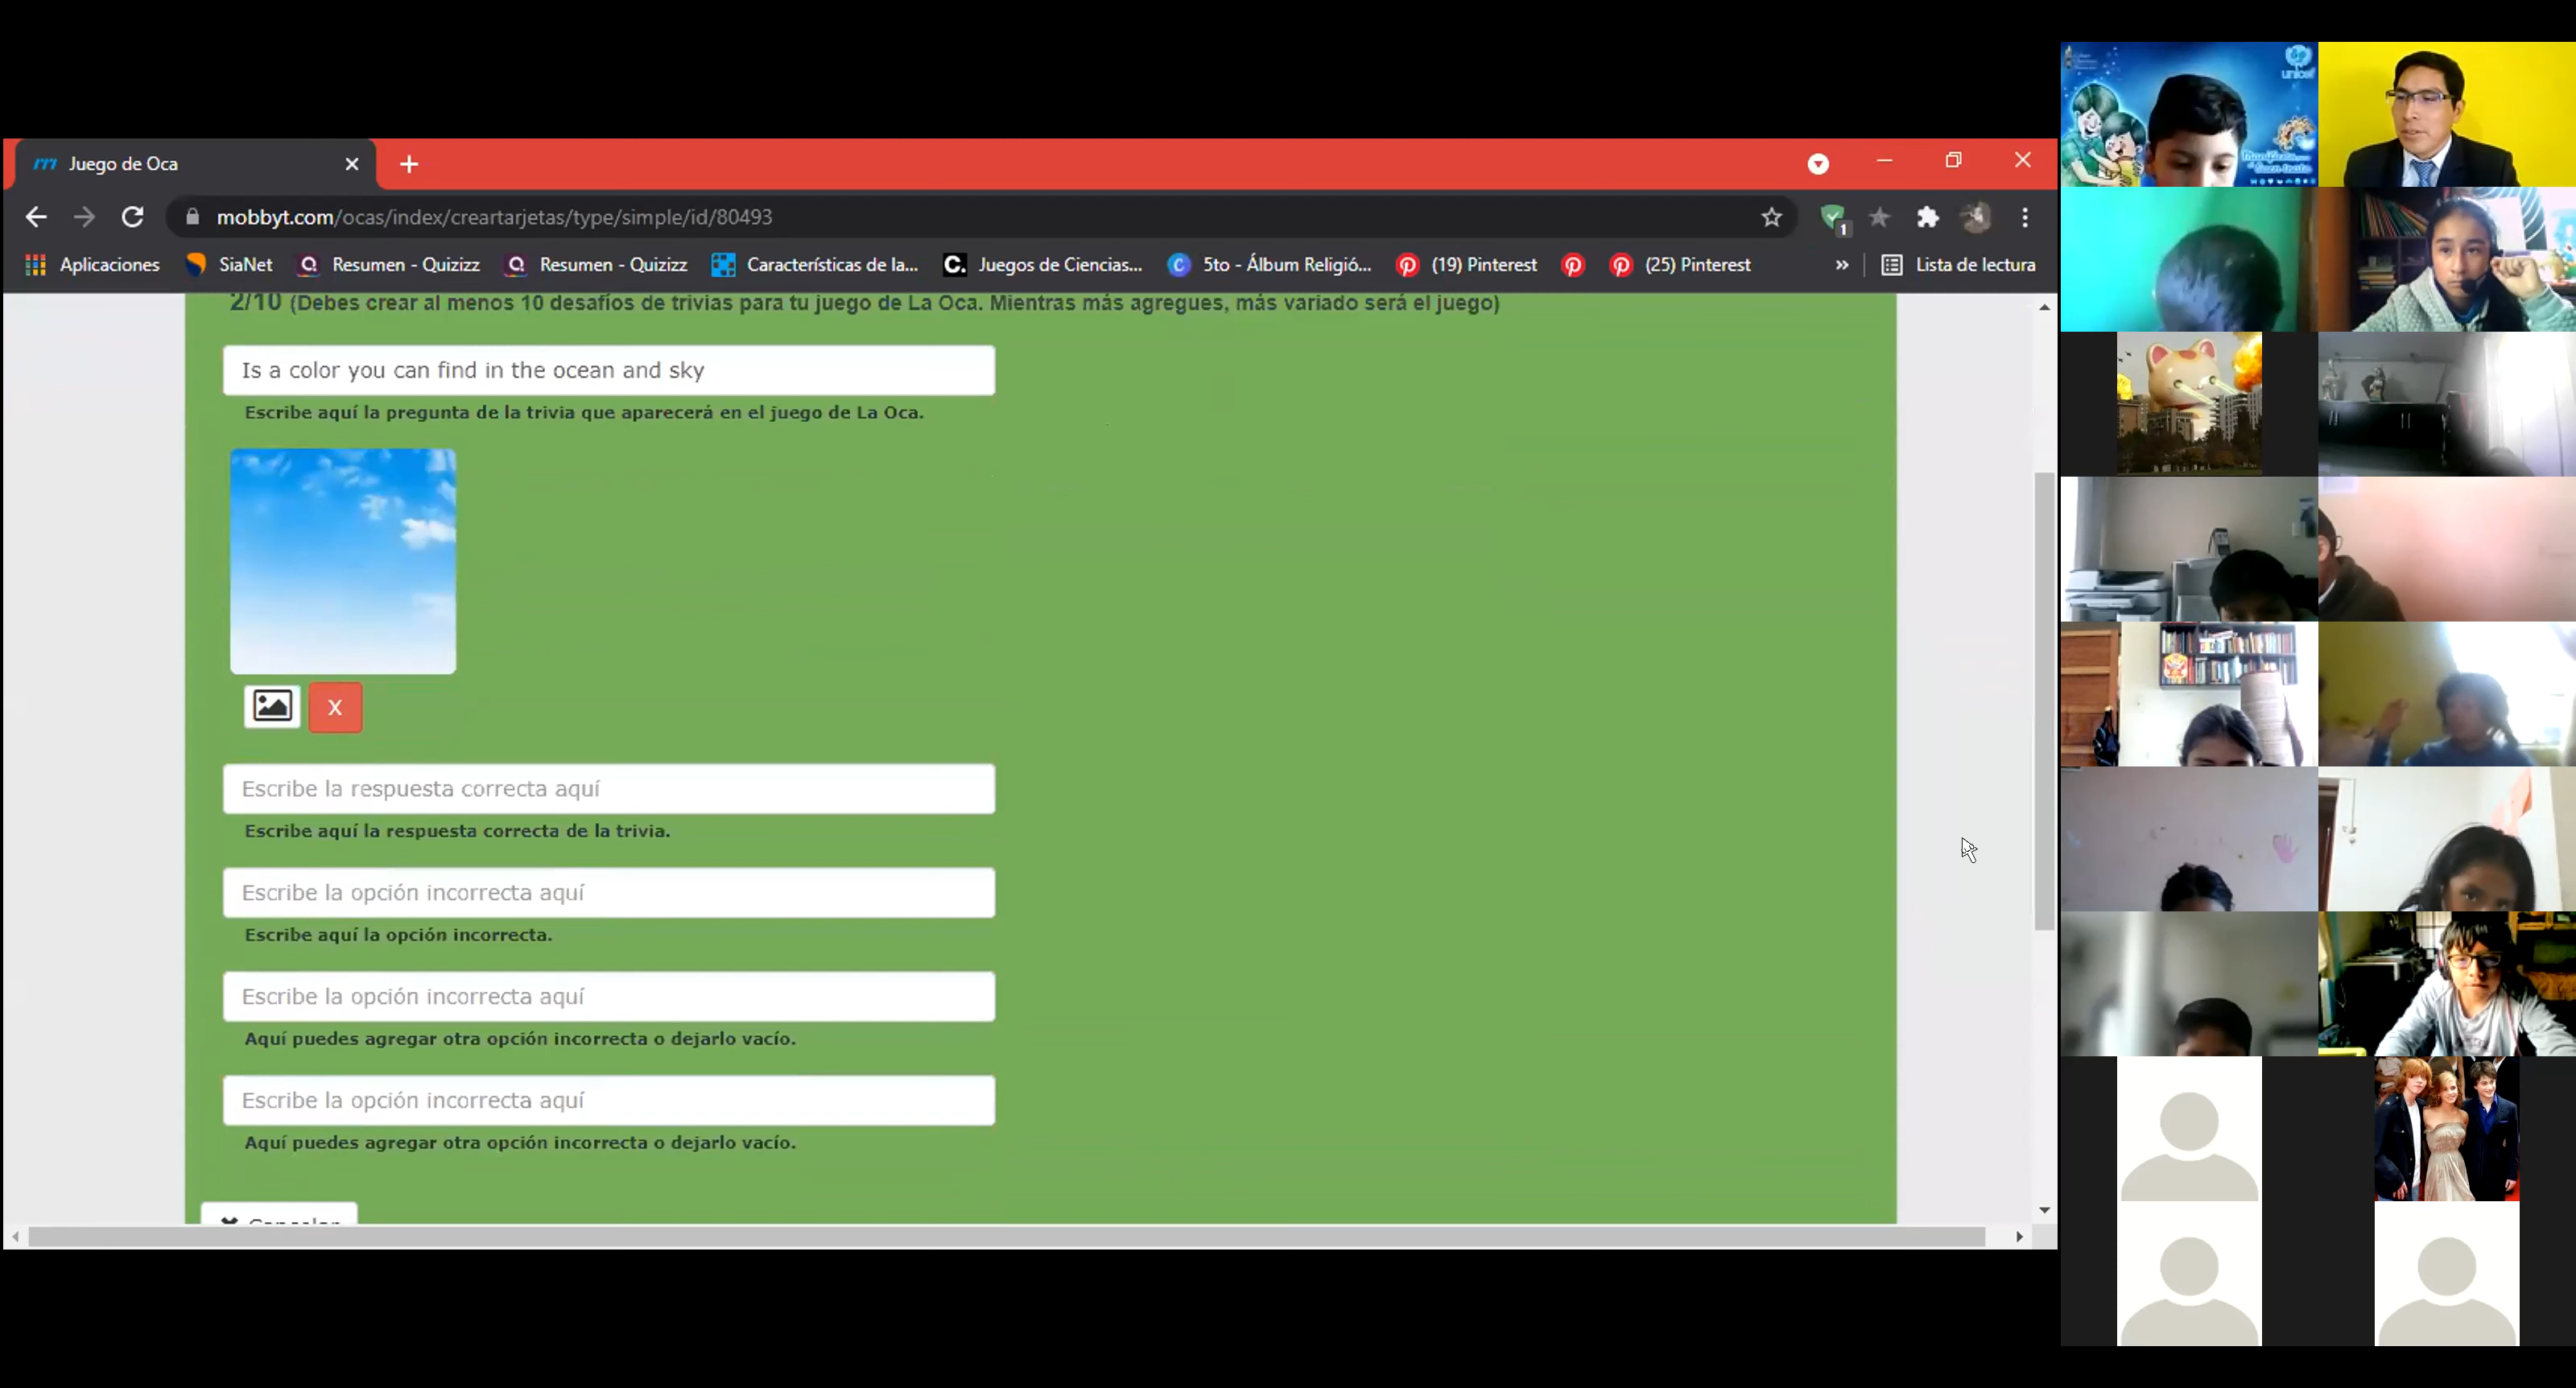 unicef
Juego de Oca
mobbyt.com/ocas/index/creartarjetas/type/simple/id/80493
1
Aplicaciones SiaNet Resumen - Quizizz Resumen - Quizizz Características de la... Juegos de Ciencias... 5to - Álbum Religió... (19) Pinterest (25) Pinterest » Lista de lectura
2/10 (Debes crear al menos 10 desafíos de trivias para tu juego de La Oca. Mientras más agregues, más variado será el juego)
Is a color you can find in the ocean and sky
Escribe aquí la pregunta de la trivia que aparecerá en el juego de La Oca.
X
Escribe la respuesta correcta aquí
Escribe aquí la respuesta correcta de la trivia.
Escribe la opción incorrecta aquí
Escribe aquí la opción incorrecta.
Escribe la opción incorrecta aquí
Aquí puedes agregar otra opción incorrecta o dejarlo vacío.
Escribe la opción incorrecta aquí
Aquí puedes agregar otra opción incorrecta o dejarlo vacío.
Cancelar